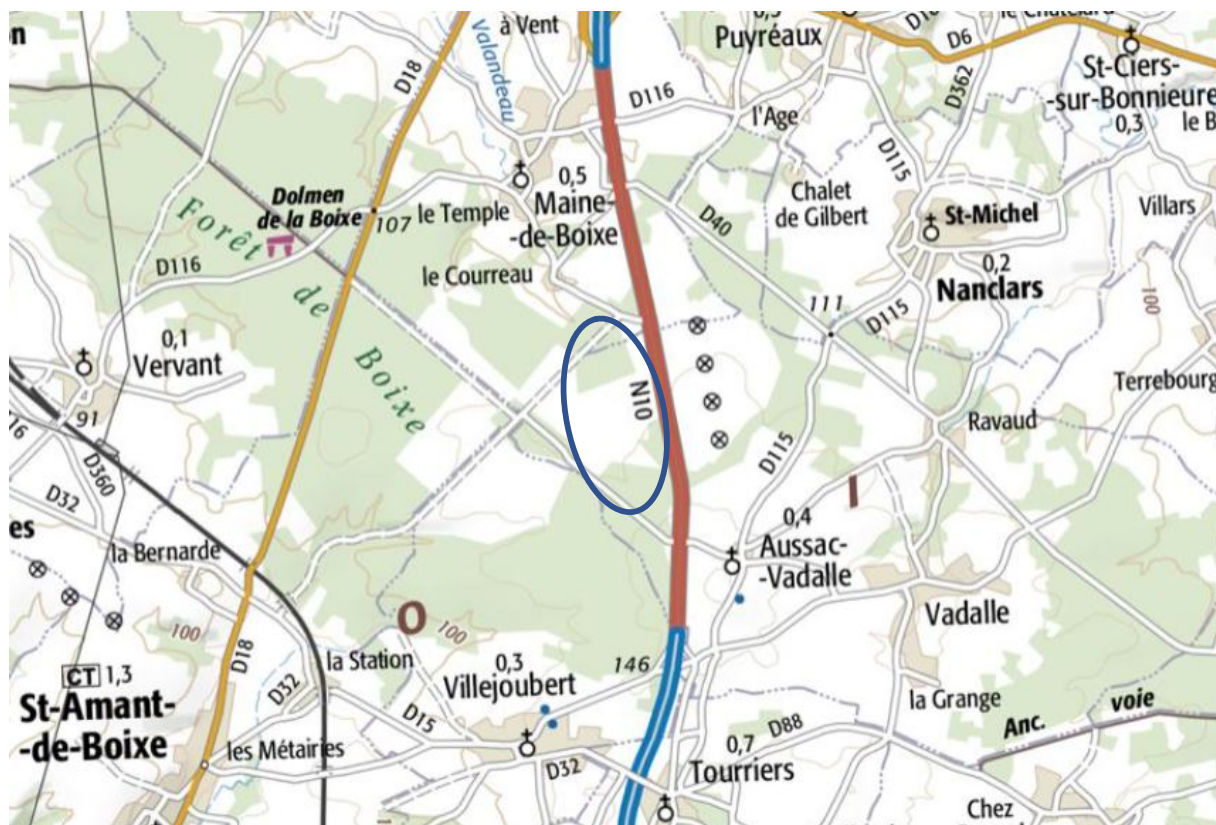 n
D18
Valandeau
à Vent
0,5
Puyréaux
D6
D362
St-Ciers-
-sur-Bonnieure
0,3
le B
D116
l'Age
D115
Chalet
de Gilbert
Villars
Dolmen
de la Boixe
107
le Temple
0,5
Maine-
-de-Boixe
D40
St-Michel
Forêt
de
Boixe
D116
le Courreau
111
0,2
Nanclars
D115
100
0,1
Vervant
N10
Terrebourg
91
16
D360
D32
D115
Ravaud
es
la Bernarde
0,4
Aussac-
-Vadalle
100
100
Vadalle
D18
D32
la Station
0,3
Villejoubert
146
CT 1,3
St-Amant-
-de-Boixe
D15
la Grange
Anc.
voie
les Métairies
D32
0,7
D88
Tourriers
Chez